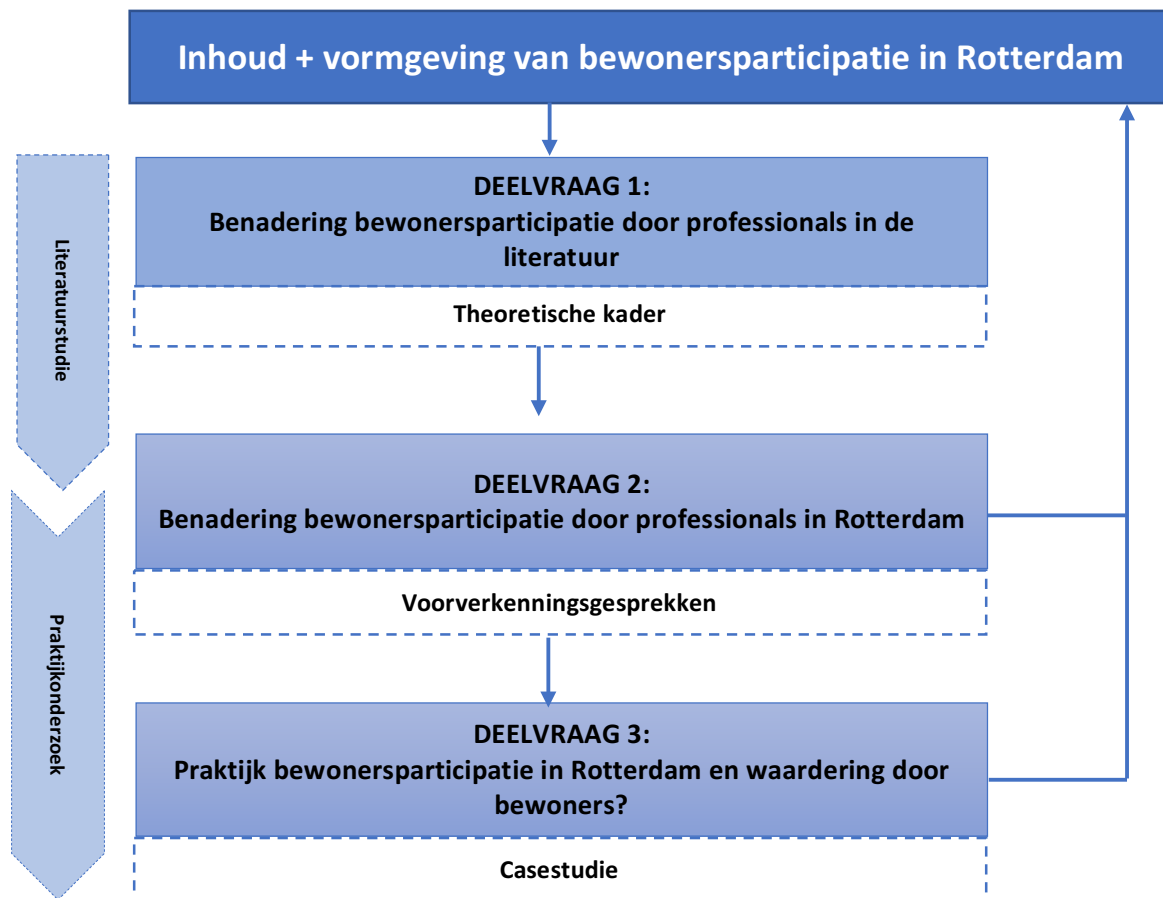 Inhoud + vormgeving van bewonersparticipatie in Rotterdam
Literatuurstudie
DEELVRAAG 1:
Benadering bewonersparticipatie door professionals in de
literatuur
Theoretische kader
DEELVRAAG 2:
Benadering bewonersparticipatie door professionals in Rotterdam
Voorverkenningsgesprekken
Praktijkonderzoek
DEELVRAAG 3:
Praktijk bewonersparticipatie in Rotterdam en waardering door
bewoners?
Casestudie